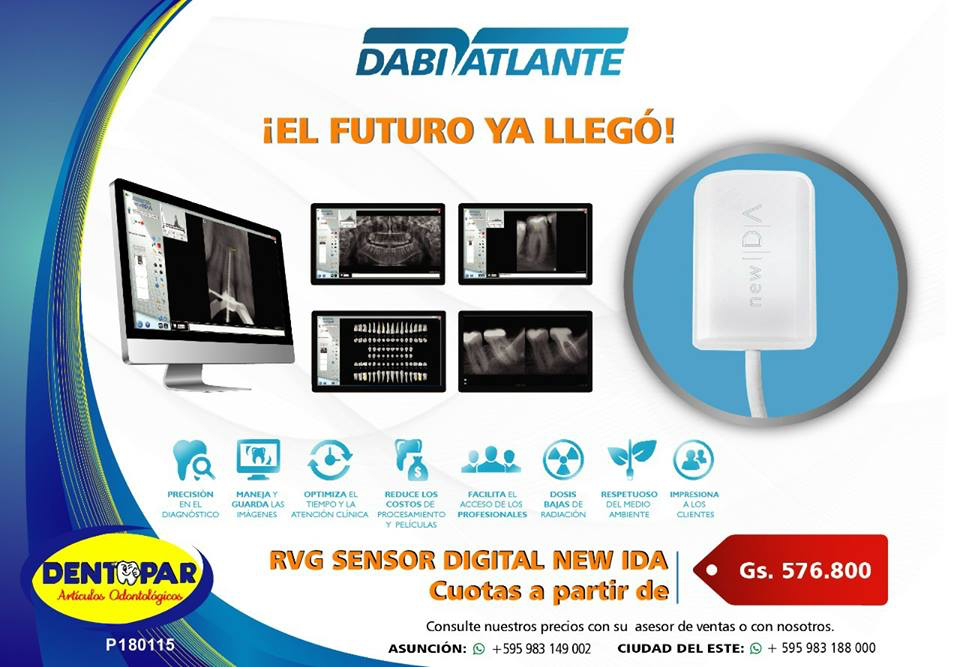 DABI ATLANTE
¡EL FUTURO YA LLEGÓ!
new IDA
PRECISIÓN
EN EL
DIAGNÓSTICO
MANEJA Y
GUARDA LAS
IMÁGENES
OPTIMIZA EL
TIEMPO Y LA
ATENCIÓN CLÍNICA
REDUCE LOS
COSTOS DE
PROCESAMIENTO
Y PELÍCULAS
FACILITA EL
ACCESO DE LOS
PROFESIONALES
DOSIS
BAJAS DE
RADIACIÓN
RESPETUOSO
DEL MEDIO
AMBIENTE
IMPRESIONA
A LOS
CLIENTES
DENTOPAR
Artículos Odontológicos
P180115
RVG SENSOR DIGITAL NEW IDA
Cuotas a partir de
Gs. 576.800
Consulte nuestros precios con su asesor de ventas o con nosotros.
ASUNCIÓN: +595 983 149 002 CIUDAD DEL ESTE: + 595 983 188 000